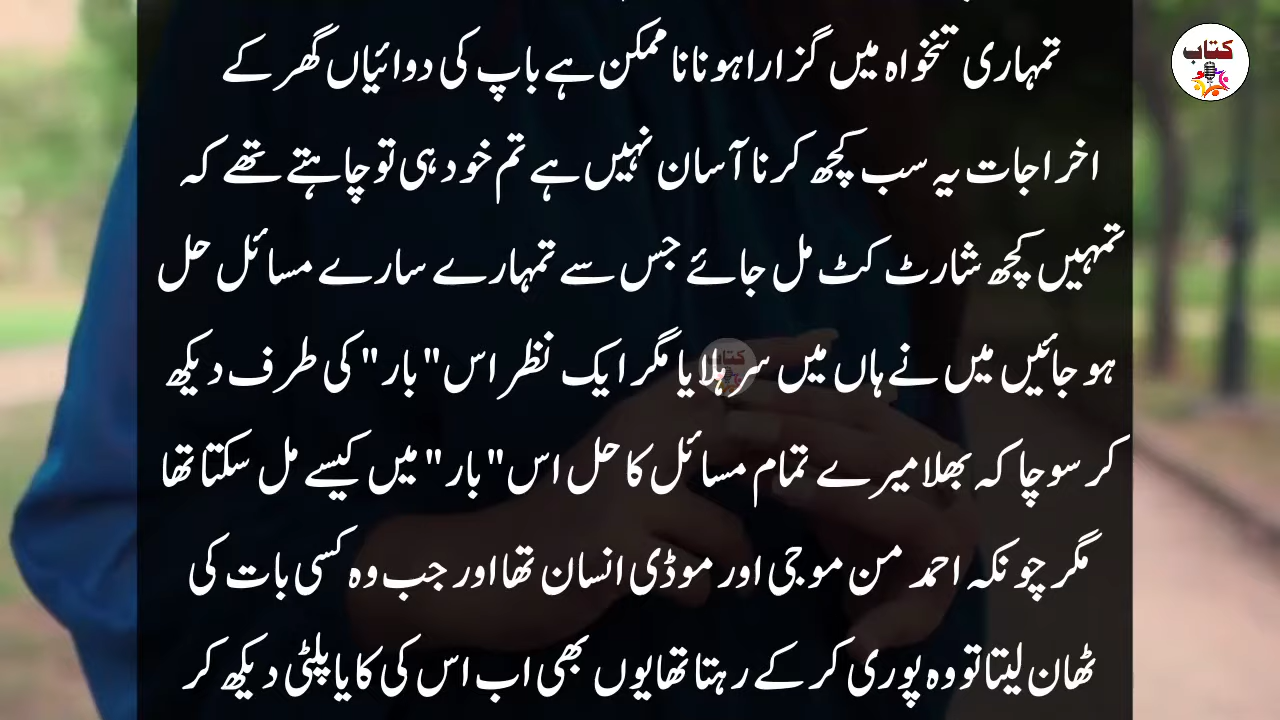 تمہاری تنخواہ میں گزارا ہونا نا ممکن ہے باپ کی دوائیاں گھر کے
اخراجات یہ سب کچھ کرنا آسان نہیں ہے تم خود ہی تو چاہتے تھے کہ
تمہیں کچھ شارٹ کٹ مل جائے جس سے تمہارے سارے مسائل حل
ہو جائیں میں نے ہاں میں سر ہلایا مگر ایک نظر اس "بار" کی طرف دیکھ
کر سوچا کہ بھلا میرے تمام مسائل کا حل اس "بار" میں کیسے مل سکتا تھا
مگر چونکہ احمد من موجی اور موڈی انسان تھا اور جب وہ کسی بات کی
ٹھان لیتا تو وہ پوری کر کے رہتا تھا یوں بھی اب اس کی کایا پلٹی دیکھ کر
کتاب
کتاب